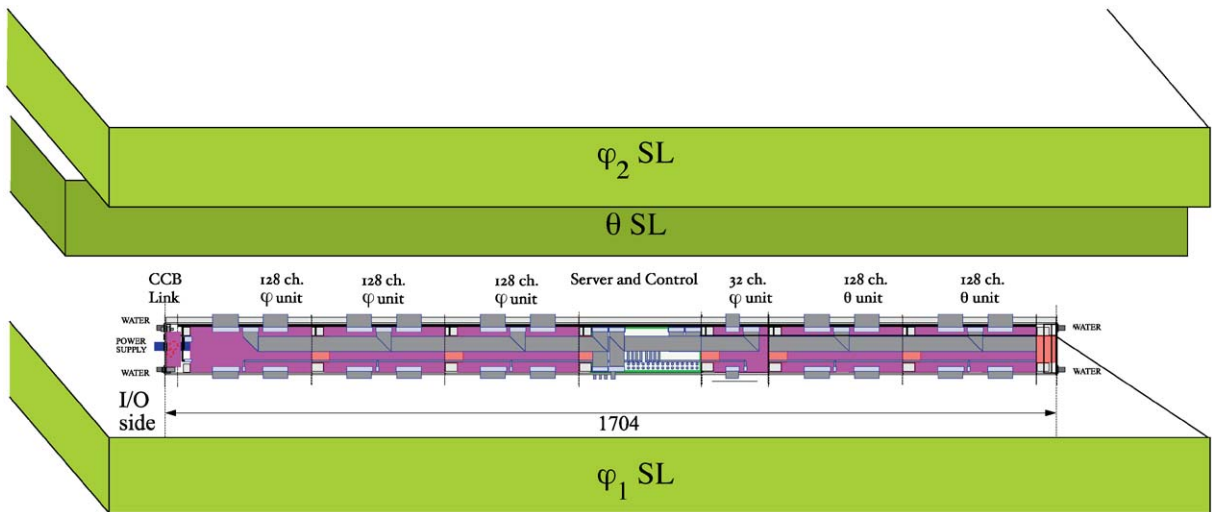 φ2 SL
θ SL
CCB
Link
128 ch.
φ unit
128 ch.
φ unit
128 ch.
φ unit
Server and Control
32 ch.
φ unit
128 ch.
θ unit
128 ch.
θ unit
WATER
WATER
POWER
SUPPLY
WATER
WATER
I/O
side
1704
φ1 SL